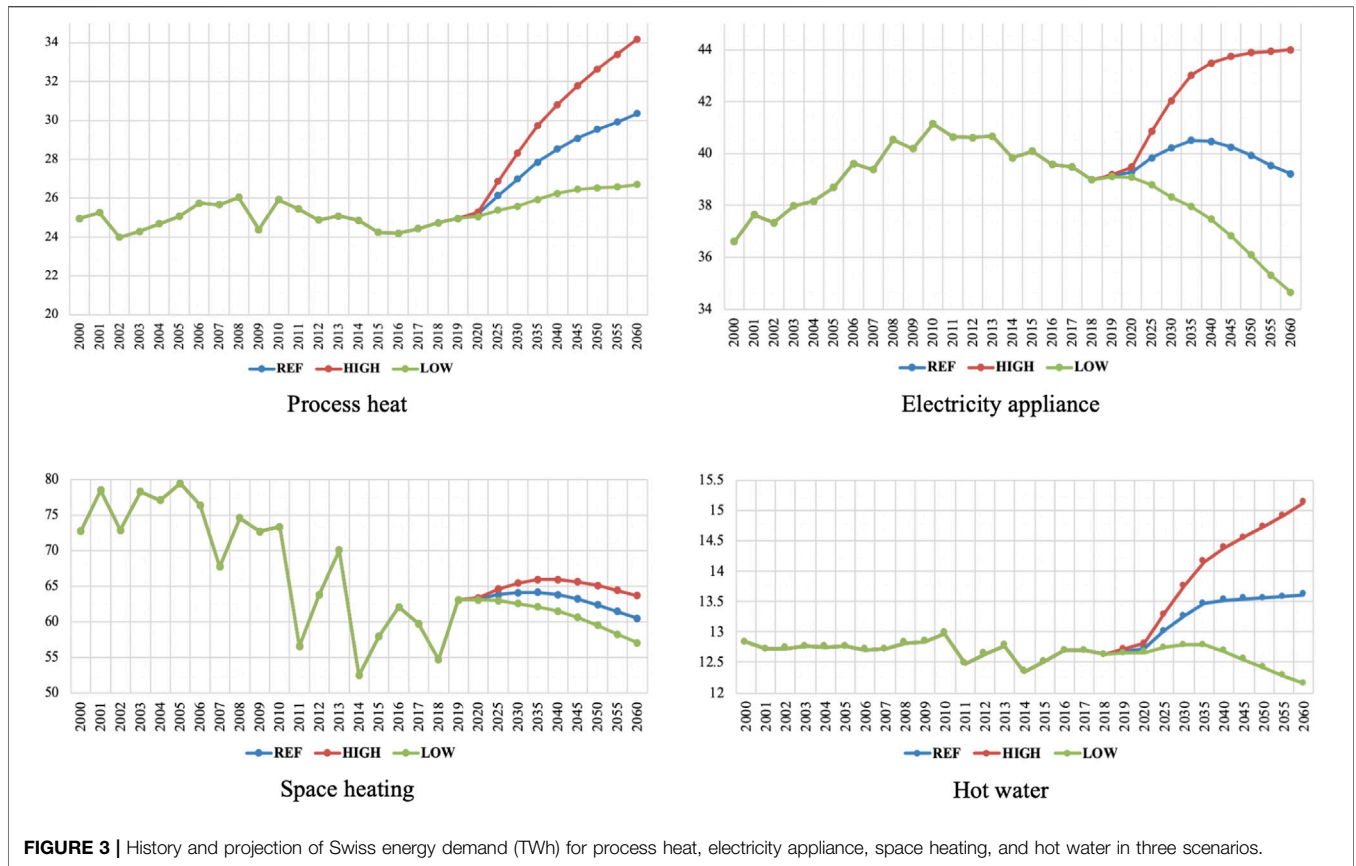 34
32
30
28
26
24
22
20
2000 2001 2002 2003 2004 2005 2006 2007 2008 2009 2010 2011 2012 2013 2014 2015 2016 2017 2018 2019 2020 2025 2030 2035 2040 2045 2050 2055 2060
REF HIGH LOW
Process heat
44
42
40
38
36
34
2000 2001 2002 2003 2004 2005 2006 2007 2008 2009 2010 2011 2012 2013 2014 2015 2016 2017 2018 2019 2020 2025 2030 2035 2040 2045 2050 2055 2060
REF HIGH LOW
Electricity appliance
80
75
70
65
60
55
50
2000 2001 2002 2003 2004 2005 2006 2007 2008 2009 2010 2011 2012 2013 2014 2015 2016 2017 2018 2019 2020 2025 2030 2035 2040 2045 2050 2055 2060
REF HIGH LOW
Space heating
15.5
15
14.5
14
13.5
13
12.5
12
2000 2001 2002 2003 2004 2005 2006 2007 2008 2009 2010 2011 2012 2013 2014 2015 2016 2017 2018 2019 2020 2025 2030 2035 2040 2045 2050 2055 2060
REF HIGH LOW
Hot water
FIGURE 3 | History and projection of Swiss energy demand (TWh) for process heat, electricity appliance, space heating, and hot water in three scenarios.